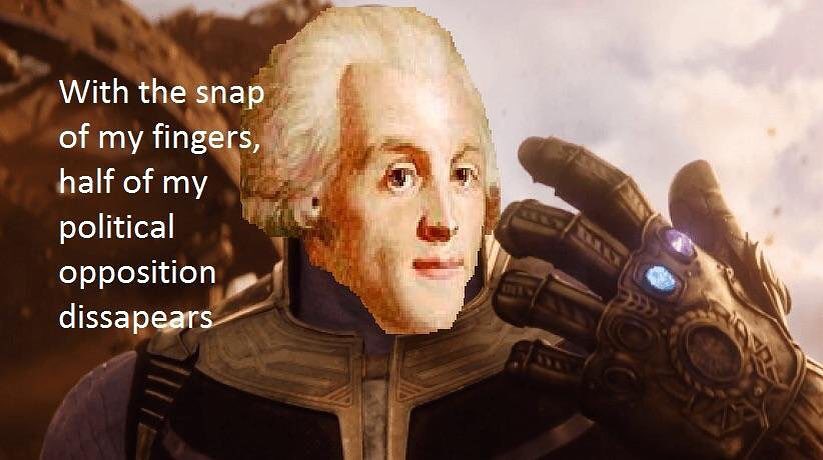 With the snap
of my fingers,
half of my
political
opposition
dissapears